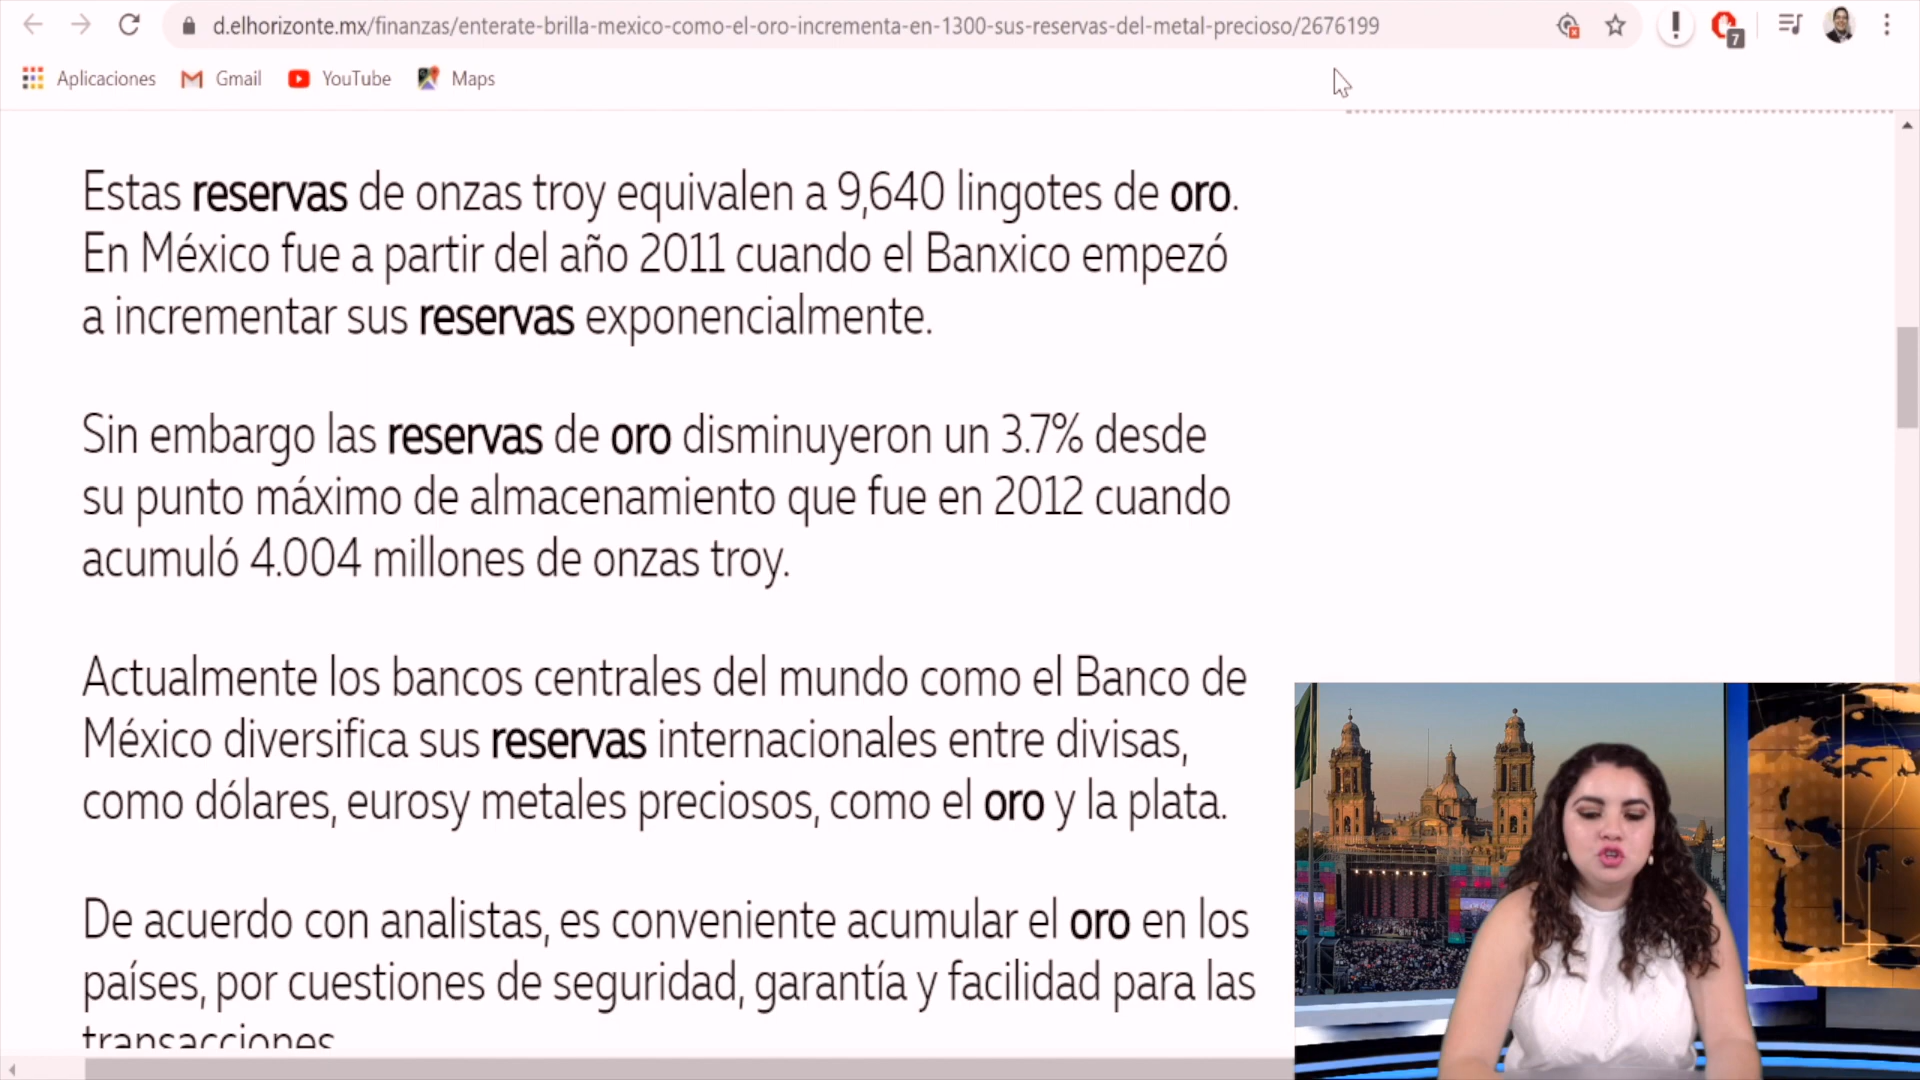 d.elhorizonte.mx/finanzas/enterate-brilla-mexico-como-el-oro-incrementa-en-1300-sus-reservas-del-metal-precioso/2676199
7
Aplicaciones Gmail YouTube Maps
Estas reservas de onzas troy equivalen a 9,640 lingotes de oro.
En México fue a partir del año 2011 cuando el Banxico empezó
a incrementar sus reservas exponencialmente.
Sin embargo las reservas de oro disminuyeron un 3.7% desde
su punto máximo de almacenamiento que fue en 2012 cuando
acumuló 4.004 millones de onzas troy.
Actualmente los bancos centrales del mundo como el Banco de
México diversifica sus reservas internacionales entre divisas,
como dólares, eurosy metales preciosos, como el oro y la plata.
De acuerdo con analistas, es conveniente acumular el oro en los
países, por cuestiones de seguridad, garantía y facilidad para las
transacciones